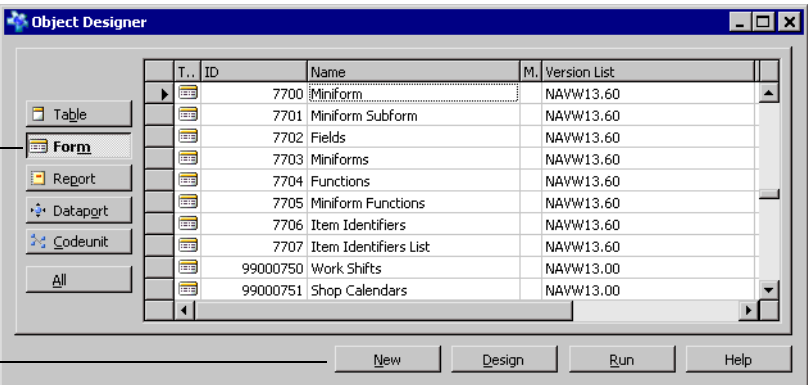 Object Designer
T.. ID Name M. Version List
7700 Miniform NAVW13.60
7701 Miniform Subform NAVW13.60
7702 Fields NAVW13.60
7703 Miniforms NAVW13.60
7704 Functions NAVW13.60
7705 Miniform Functions NAVW13.60
7706 Item Identifiers NAVW13.60
7707 Item Identifiers List NAVW13.60
99000750 Work Shifts NAVW13.00
99000751 Shop Calendars NAVW13.00
Table
Form
Report
Dataport
Codeunit
All
New Design Run Help